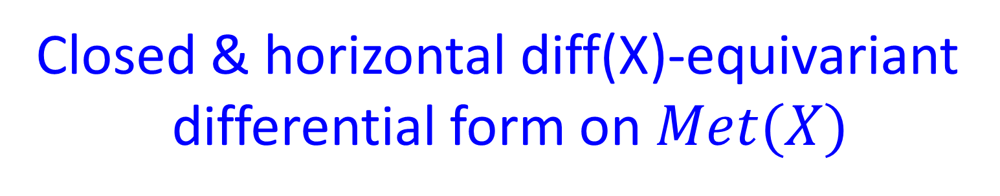 Closed & horizontal diff(X)-equivariant
differential form on Met(X)